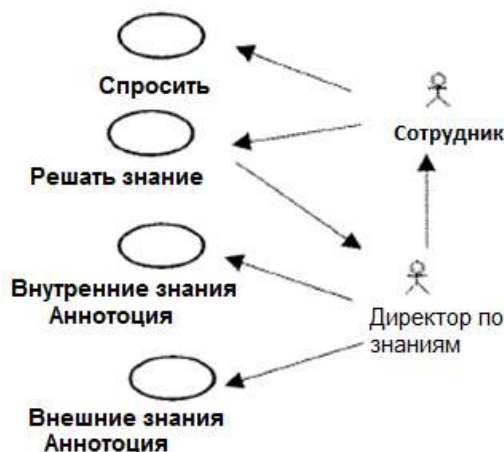 Спросить
Сотрудник
Решать знание
Внутренние знания
Аннотоция
Директор по
знаниям
Внешние знания
Аннотоция